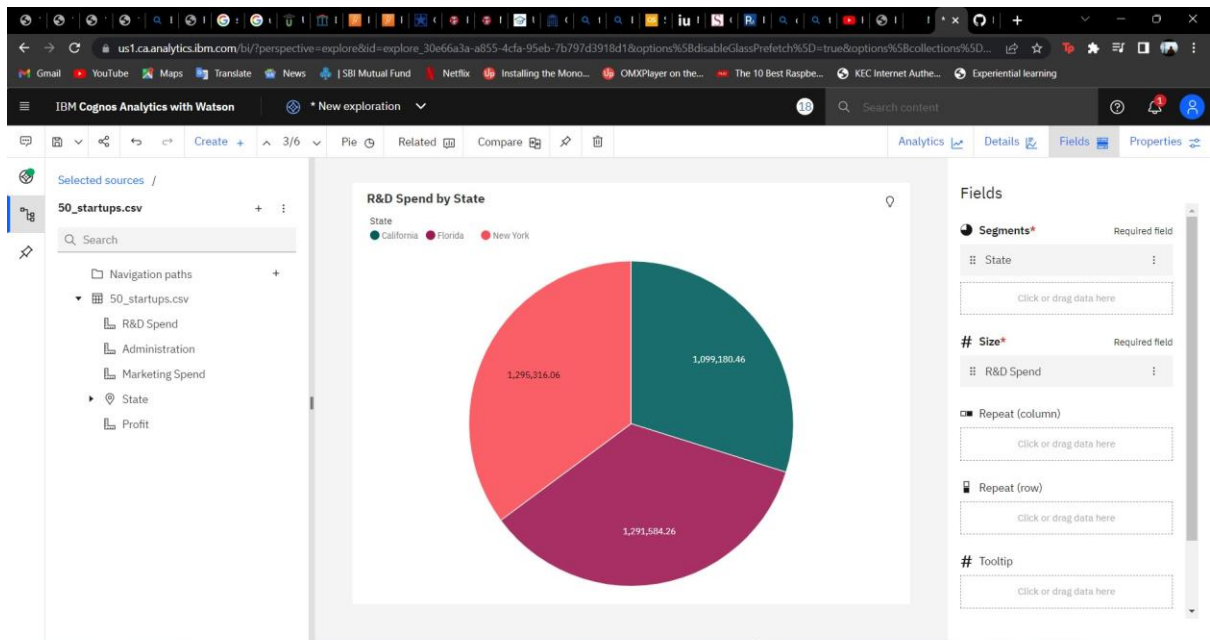 us1.ca.analytics.ibm.com/bi/?perspective=explore&id=explore_30e66a3a-a855-4cfa-95eb-7b797d3918d1&options%5BdisableGlassPrefetch%5D=true&options%5Bcollections%5D...
Gmail YouTube Maps Translate News | SBI Mutual Fund Netflix Installing the Mono... OMXPlayer on the... The 10 Best Raspbe... KEC Internet Authe... Experiential learning
IBM Cognos Analytics with Watson * New exploration 18 Search content 1
Create + 3/6 Pie Related Compare Analytics Details Fields Properties
Selected sources /
50_startups.csv
Search
Navigation paths
50_startups.csv
R&D Spend
Administration
Marketing Spend
State
Profit
R&D Spend by State
State
California Florida New York
1,099,180.46
1,295,316.06
1,291,584.26
Fields
Segments* Required field
State
Click or drag data here
# Size* Required field
R&D Spend
Repeat (column)
Click or drag data here
Repeat (row)
Click or drag data here
# Tooltip
Click or drag data here